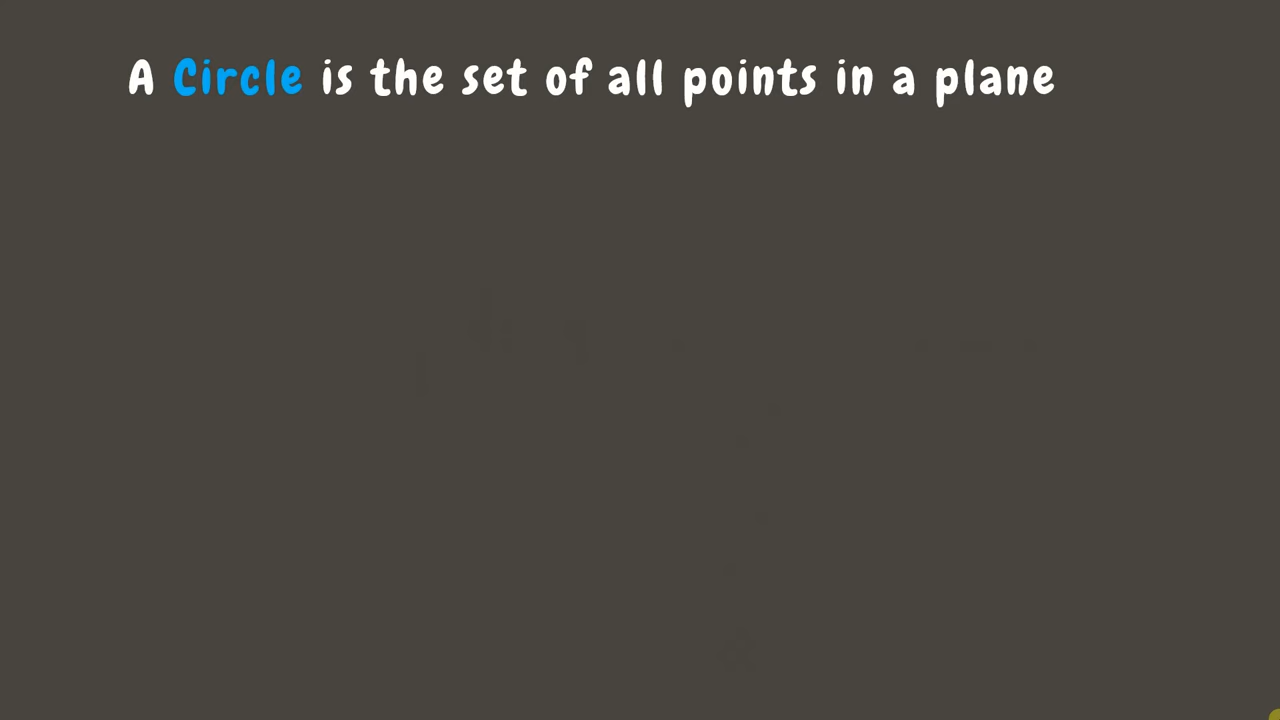 A Circle is the set of all points in a plane